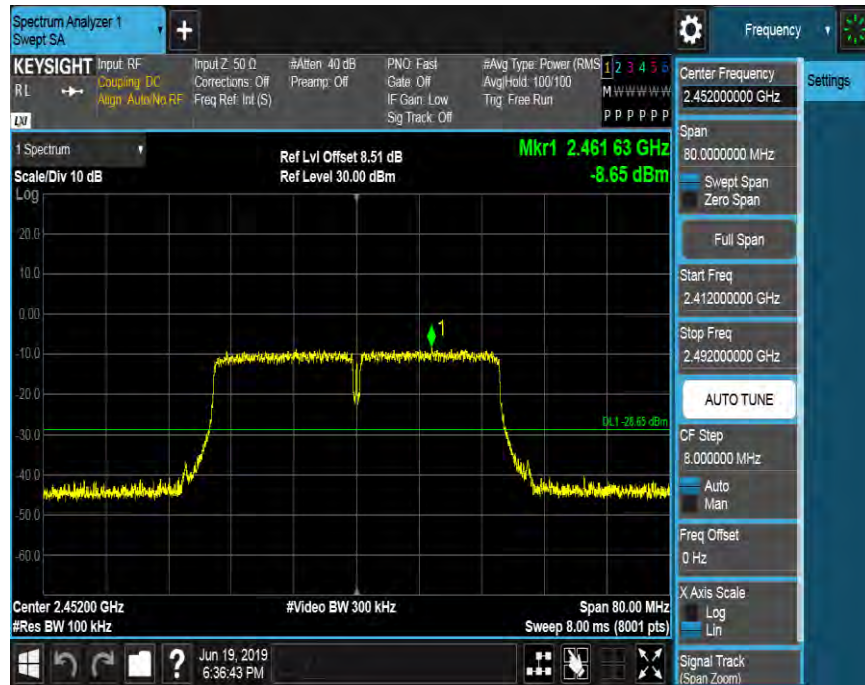 Spectrum Analyzer 1
Swept SA
+
Frequency
KEYSIGHT
RL
LXI
Input: RF
Coupling: DC
Align: Auto/No RF
Input Z: 50 Ω
Corrections: Off
Freq Ref: Int (S)
#Atten: 40 dB
Preamp: Off
PNO: Fast
Gate: Off
IF Gain: Low
Sig Track: Off
#Avg Type: Power (RMS
Avg|Hold: 100/100
Trig: Free Run
1 2 3 4 5 6
M W W W W W
P P P P P P
1 Spectrum
Scale/Div 10 dB
Ref Lvl Offset 8.51 dB
Ref Level 30.00 dBm
Mkr1 2.461 63 GHz
-8.65 dBm
Log
20.0
10.0
0.00
-10.0
-20.0
-30.0
-40.0
-50.0
-60.0
1
DL1 -28.65 dBm
Center 2.45200 GHz
#Res BW 100 kHz
#Video BW 300 kHz
Span 80.00 MHz
Sweep 8.00 ms (8001 pts)
?
Jun 19, 2019
6:36:43 PM
Center Frequency
2.452000000 GHz
Span
80.0000000 MHz
Swept Span
Zero Span
Full Span
Start Freq
2.412000000 GHz
Stop Freq
2.492000000 GHz
AUTO TUNE
CF Step
8.000000 MHz
Auto
Man
Freq Offset
0 Hz
X Axis Scale
Log
Lin
Signal Track
(Span Zoom)
Settings